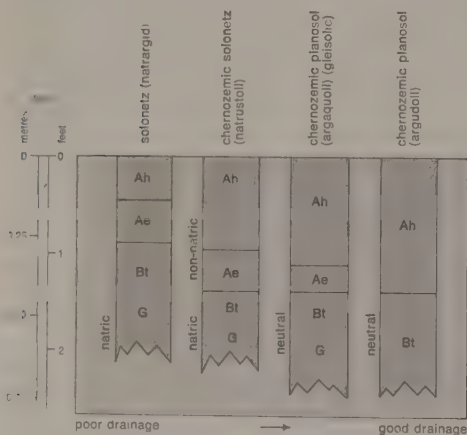 metres
feet
solonetz (natrargid)
chernozemic solonetz
(natrustoll)
chernozemic planosol
(argaquoll) (gleisolic)
chernozemic planosol
(argudoll)
0 0
1
2
Ah
Ae
Bt
G
natric
Ah
Ae
Bt
G
non-natric
natric
Ah
Ae
Bt
G
neutral
Ah
Bt
neutral
poor drainage
good drainage